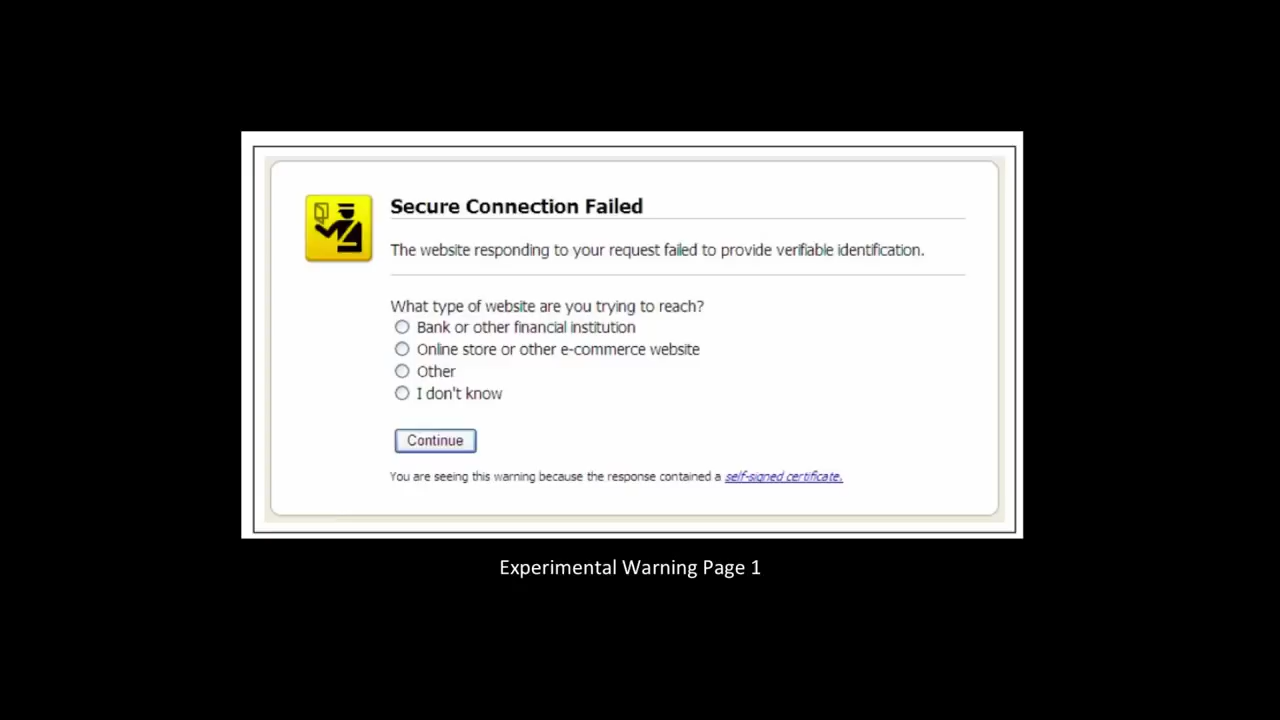 Secure Connection Failed
The website responding to your request failed to provide verifiable identification.
What type of website are you trying to reach?
Bank or other financial institution
Online store or other e-commerce website
Other
I don't know
Continue
You are seeing this warning because the response contained a self-signed certificate.
Experimental Warning Page 1